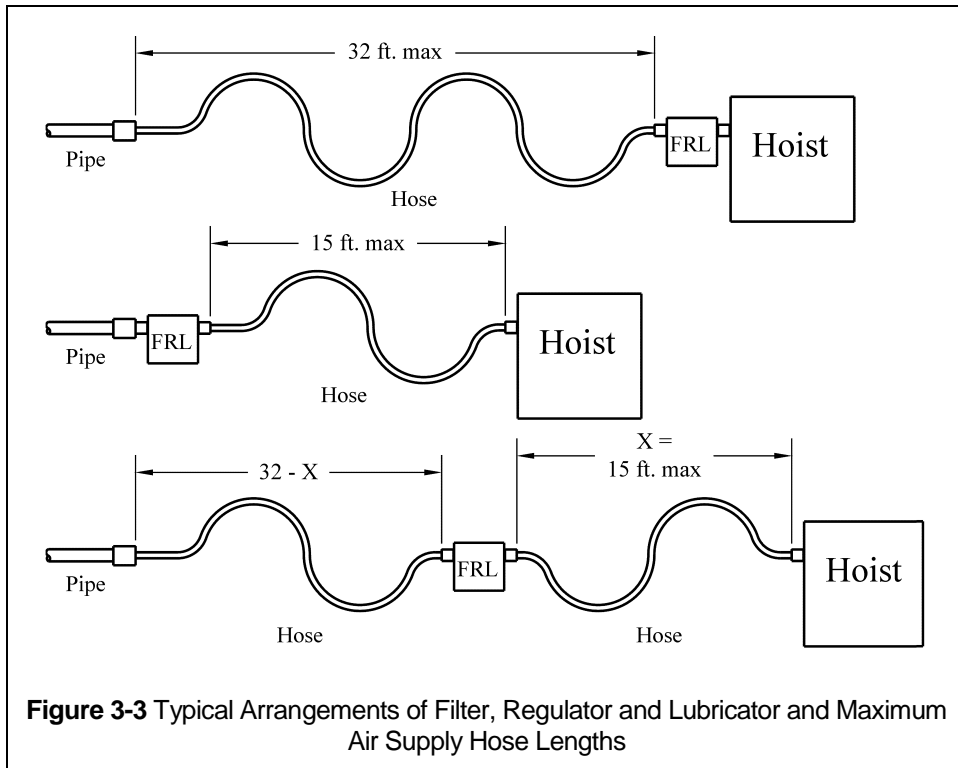 32 ft. max
Pipe
Hose
FRL
Hoist
15 ft. max
Pipe
FRL
Hose
Hoist
32 - X
X =
15 ft. max
Pipe
Hose
FRL
Hose
Hoist
Figure 3-3 Typical Arrangements of Filter, Regulator and Lubricator and Maximum
Air Supply Hose Lengths